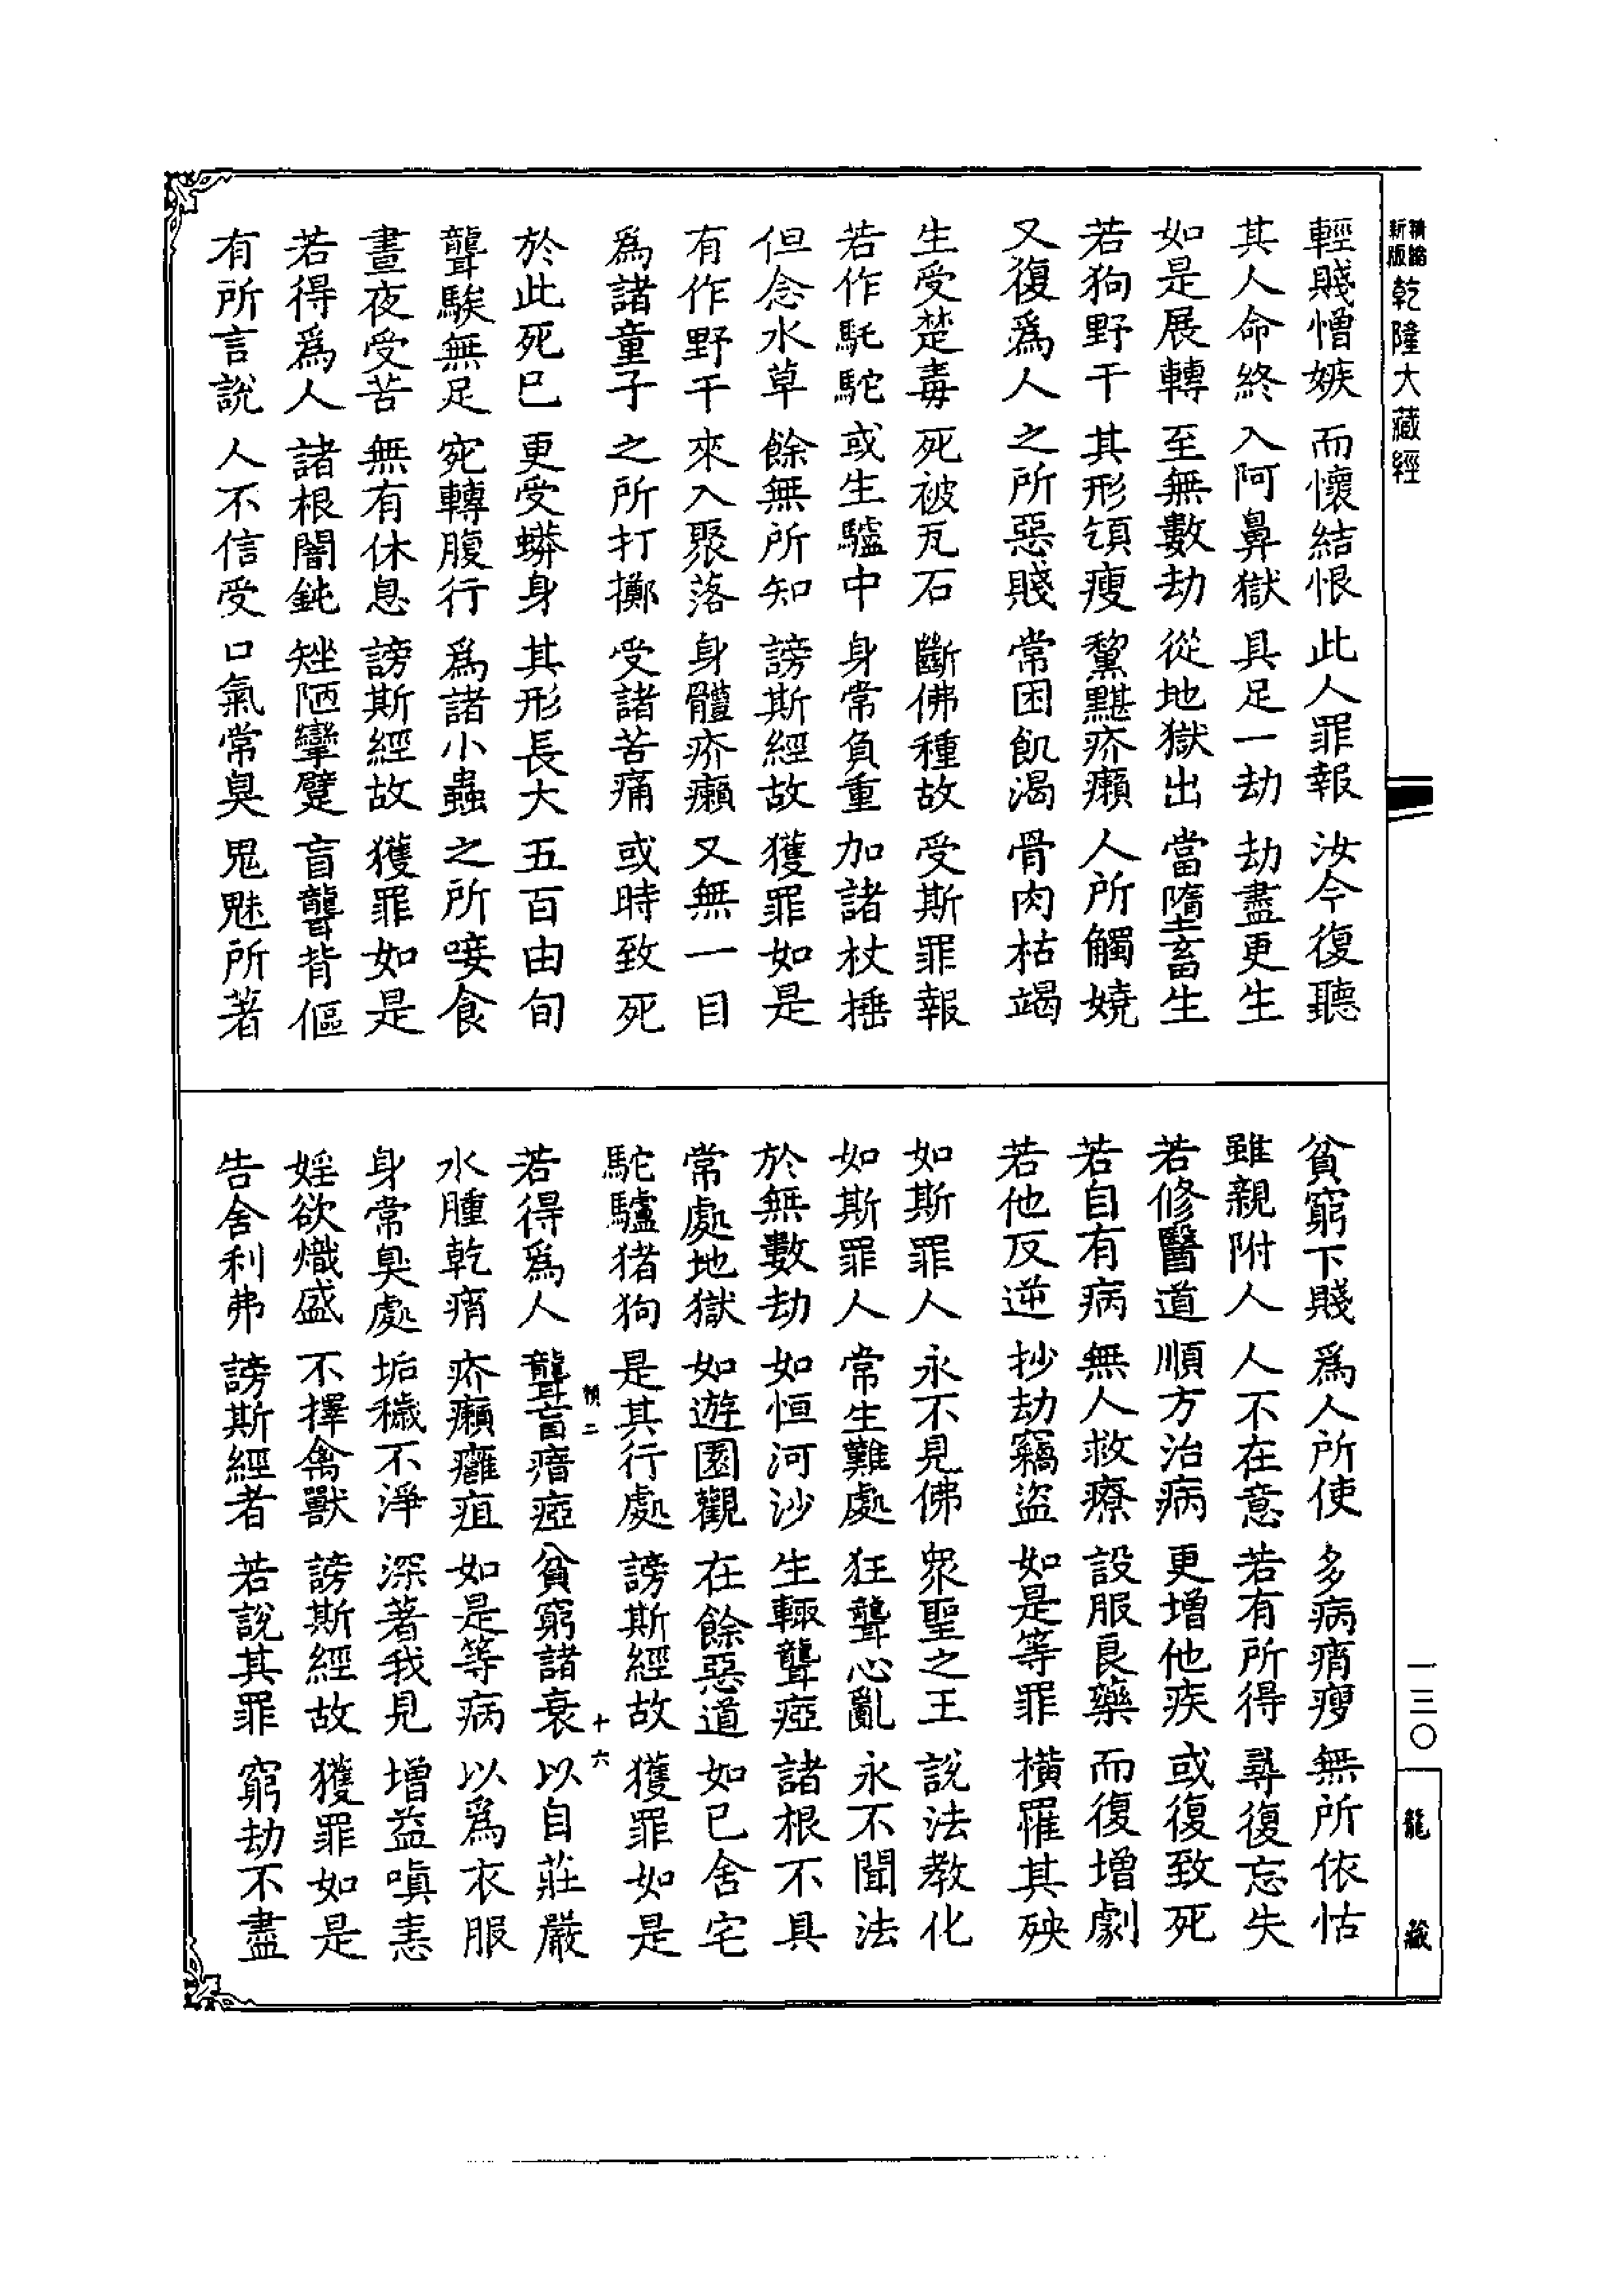 精繕
新版
乾隆大藏經
輕賤憎嫉 而懷結恨 此人罪報 汝今復聽
其人命終 入阿鼻獄 具足一劫 劫盡更生
如是展轉 至無數劫 從地獄出 當墮畜生
若狗野干 其形頜瘦 黧黮疥癩 人所觸嬈
又復爲人 之所惡賤 常困飢渴 骨肉枯竭
生受楚毒 死被瓦石 斷佛種故 受斯罪報
若作馲駝 或生驢中 身常負重 加諸杖捶
但念水草 餘無所知 謗斯經故 獲罪如是
有作野干 來入聚落 身體疥癩 又無一目
爲諸童子 之所打擲 受諸苦痛 或時致死
於此死已 更受蟒身 其形長大 五百由旬
聾騃無足 宛轉腹行 爲諸小蟲 之所唼食
晝夜受苦 無有休息 謗斯經故 獲罪如是
若得爲人 諸根闇鈍 矬陋攣躄 盲聾背傴
有所言說 人不信受 口氣常臭 鬼魅所著
貧窮下賤 爲人所使 多病痟瘦 無所依怙
雖親附人 人不在意 若有所得 尋復忘失
若修醫道 順方治病 更增他疾 或復致死
若自有病 無人救療 設服良藥 而復增劇
若他反逆 抄劫竊盜 如是等罪 橫罹其殃
如斯罪人 永不見佛 衆聖之王 說法教化
如斯罪人 常生難處 狂聾心亂 永不聞法
於無數劫 如恒河沙 生輒聾瘂 諸根不具
常處地獄 如遊園觀 在餘惡道 如已舍宅
駝驢猪狗 是其行處 謗斯經故 獲罪如是
十六
若得爲人 聾盲瘖瘂 貧窮諸衰 以自莊嚴
水腫乾痟 疥癩癰疽 如是等病 以爲衣服
身常臭處 垢穢不淨 深著我見 增益嗔恚
婬欲熾盛 不擇禽獸 謗斯經故 獲罪如是
告舍利弗 謗斯經者 若說其罪 窮劫不盡
一三〇
龍藏